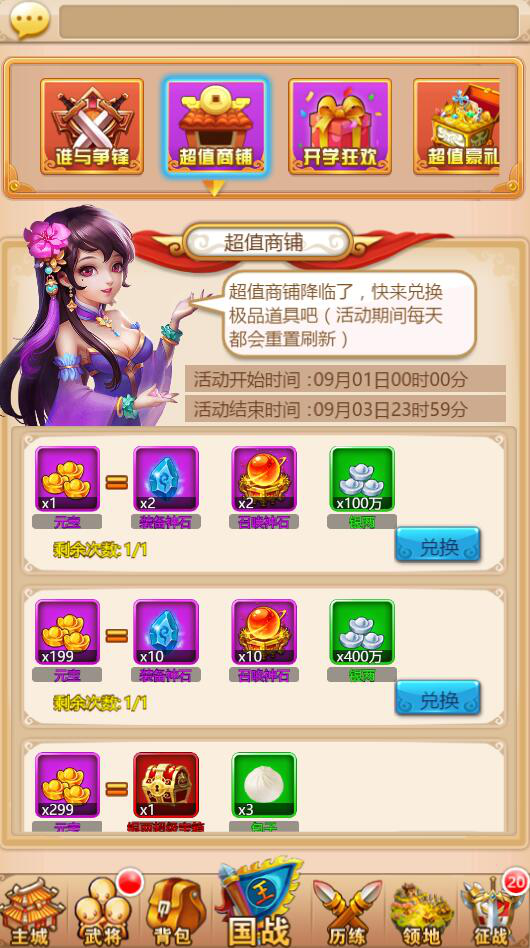 谁与争锋
超值商铺
开学狂欢
超值豪礼
超值商铺
超值商铺降临了，快来兑换
极品道具吧（活动期间每天
都会重置刷新）
活动开始时间：09月01日00时00分
活动结束时间：09月03日23时59分
x1
x2
x2
x100万
元宝
装备神石
召唤神石
银两
剩余次数:1/1
兑换
x199
x10
x10
x400万
元宝
装备神石
召唤神石
银两
剩余次数:1/1
兑换
x299
x1
x3
元宝
包子
王
20
主城
武将
背包
国战
历练
领地
征战